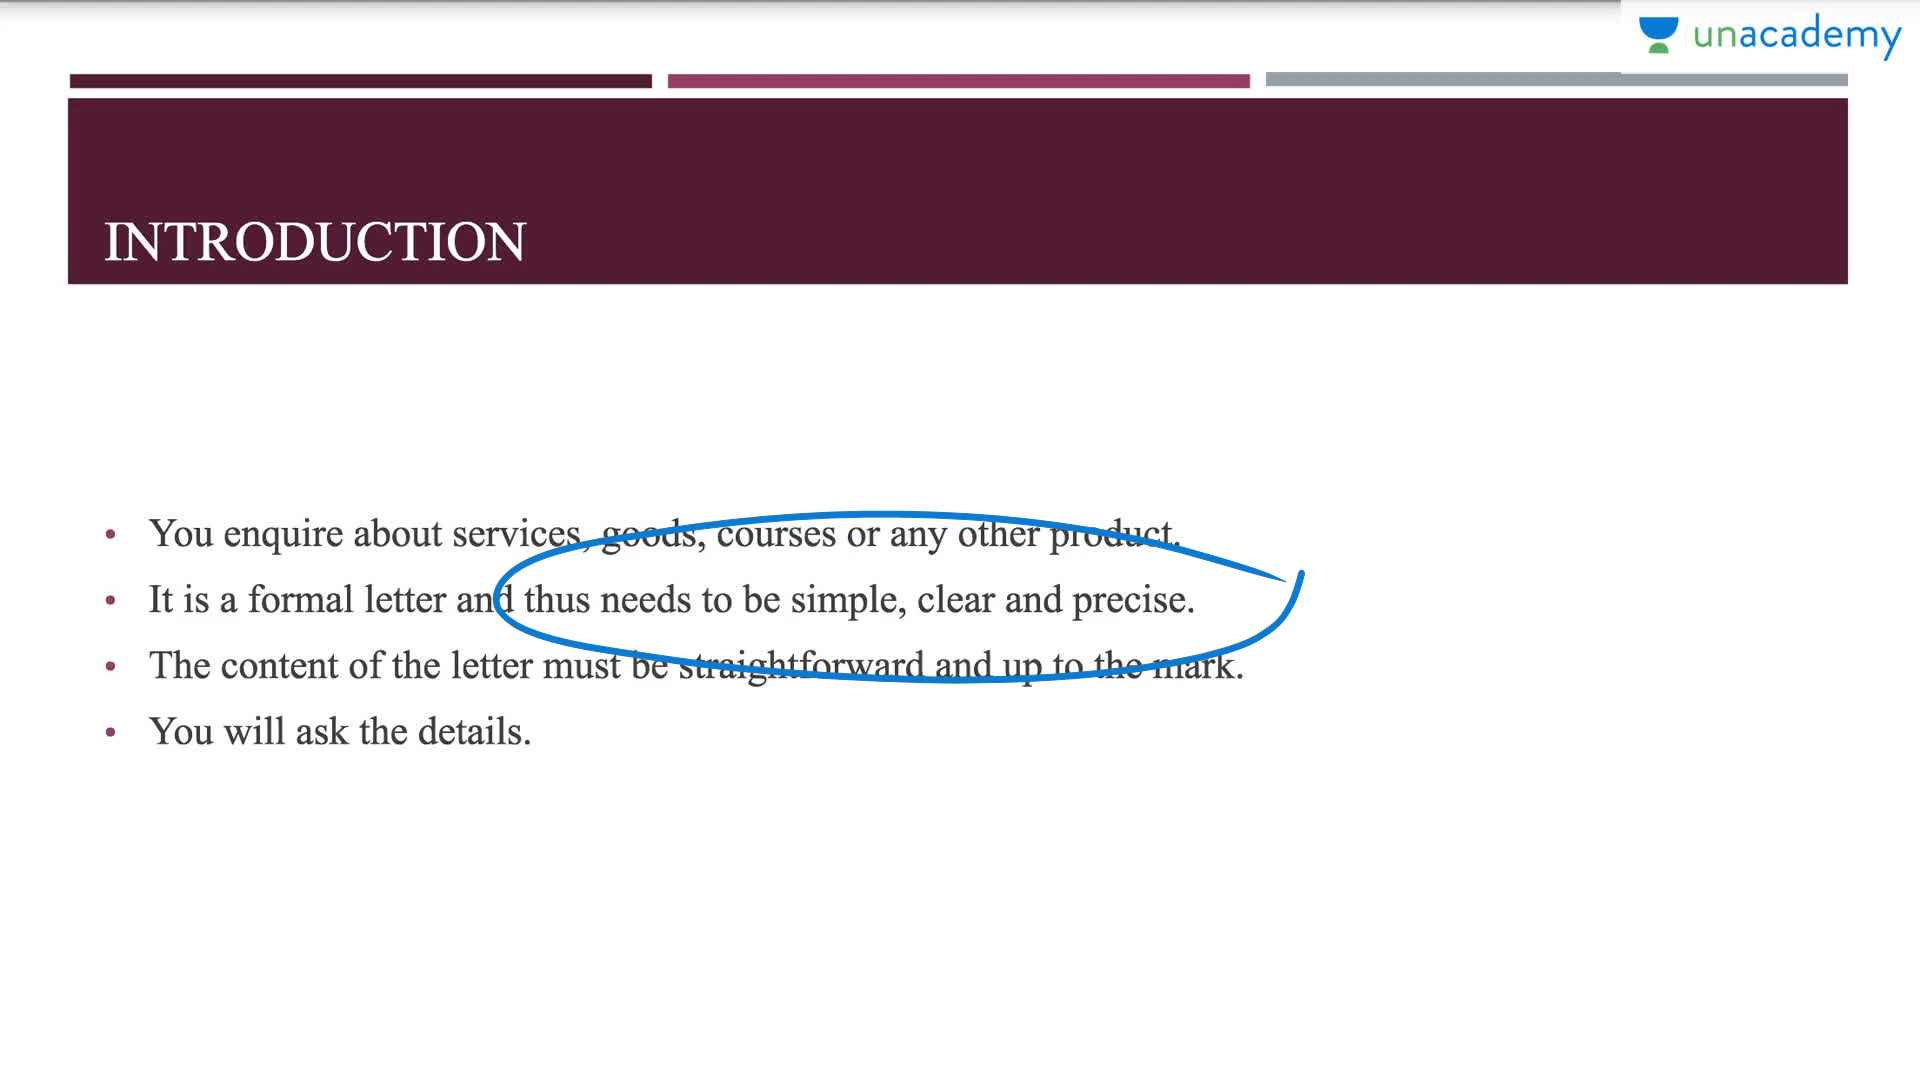 unacademy
INTRODUCTION
• You enquire about services, goods, courses or any other product.
• It is a formal letter and thus needs to be simple, clear and precise.
• The content of the letter must be straightforward and up to the mark.
• You will ask the details.